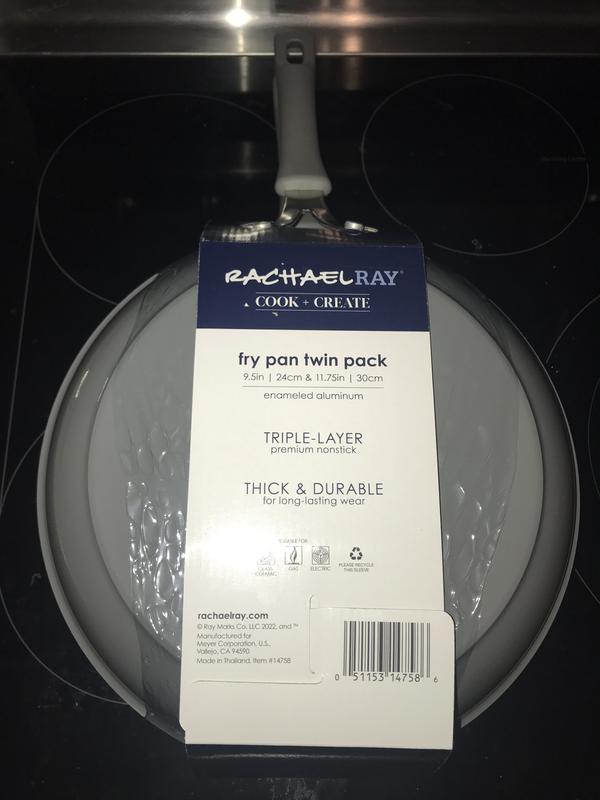 RACHAELRAY®
COOK + CREATE
fry pan twin pack
9.5in | 24cm & 11.75in | 30cm
enameled aluminum
TRIPLE-LAYER
premium nonstick
THICK & DURABLE
for long-lasting wear
SUITABLE FOR
GLASS CERAMIC
GAS
ELECTRIC
PLEASE RECYCLE
THIS SLEEVE
rachaelray.com
© Ray Marks Co. LLC 2022, and ™
Manufactured for
Meyer Corporation, U.S.,
Vallejo, CA 94590
Made in Thailand. Item #14758
0 51153 14758 6